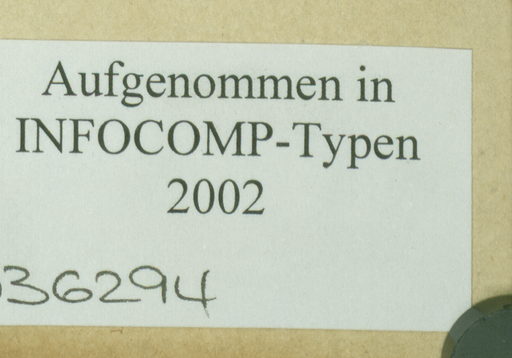 Aufgenommen in
INFOCOMP-Typen
2002
36294